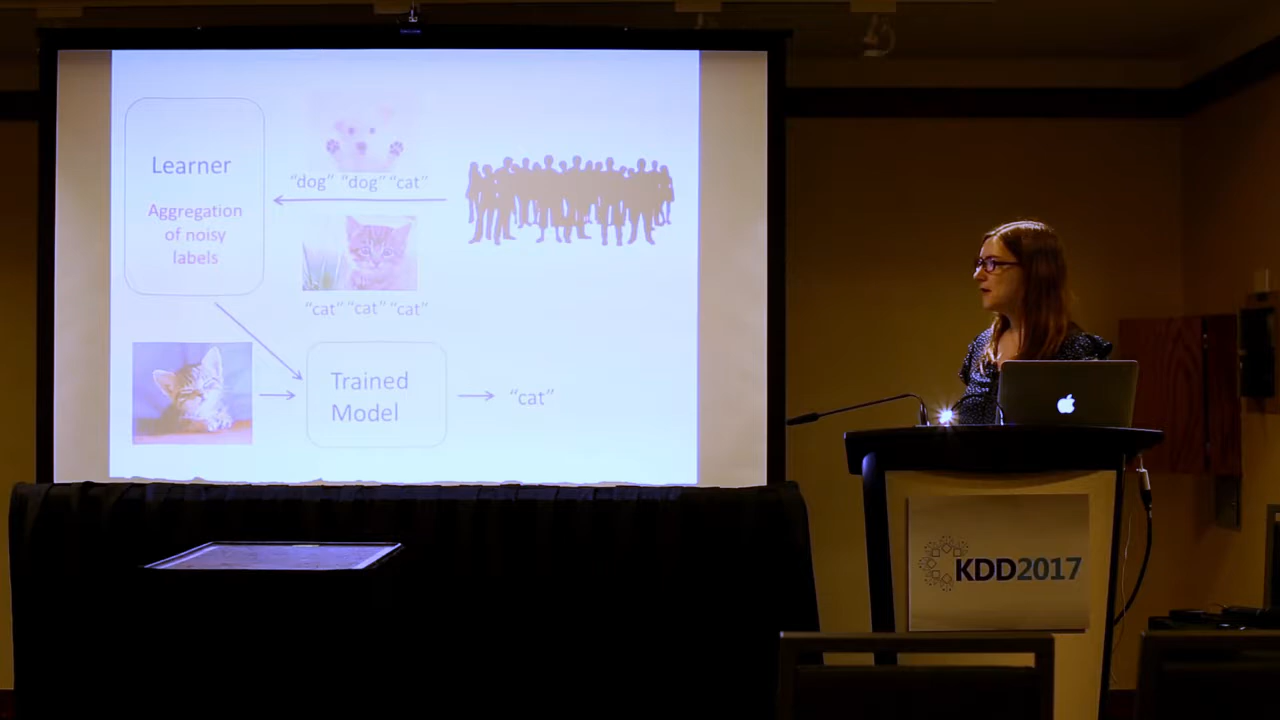 Learner
Aggregation
of noisy
labels
“dog” “dog” “cat”
“cat” “cat” “cat”
Trained
Model
“cat”
KDD2017